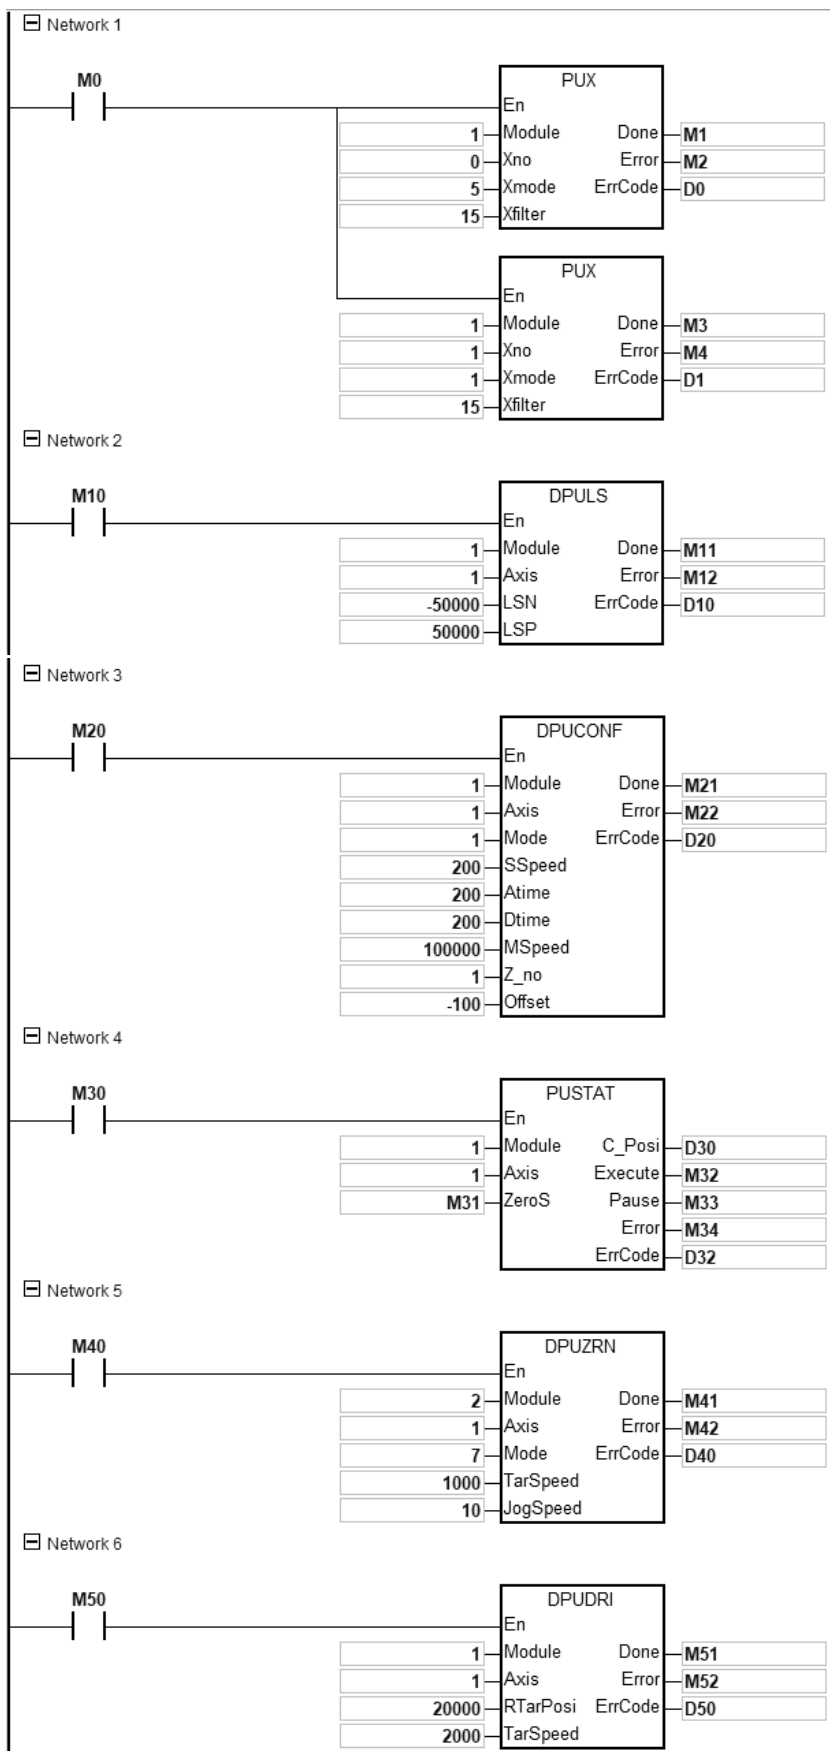 Network 1
M0
PUX
En
1 Module Done M1
0 Xno Error M2
5 Xmode ErrCode D0
15 Xfilter
PUX
En
1 Module Done M3
1 Xno Error M4
1 Xmode ErrCode D1
15 Xfilter
Network 2
M10
DPULS
En
1 Module Done M11
1 Axis Error M12
-50000 LSN ErrCode D10
50000 LSP
Network 3
M20
DPUCONF
En
1 Module Done M21
1 Axis Error M22
1 Mode ErrCode D20
200 SSpeed
200 Atime
200 Dtime
100000 MSpeed
1 Z_no
-100 Offset
Network 4
M30
PUSTAT
En
1 Module C_Posi D30
1 Axis Execute M32
M31 ZeroS Pause M33
Error M34
ErrCode D32
Network 5
M40
DPUZRN
En
2 Module Done M41
1 Axis Error M42
7 Mode ErrCode D40
1000 TarSpeed
10 JogSpeed
Network 6
M50
DPUDRI
En
1 Module Done M51
1 Axis Error M52
20000 RTarPosi ErrCode D50
2000 TarSpeed